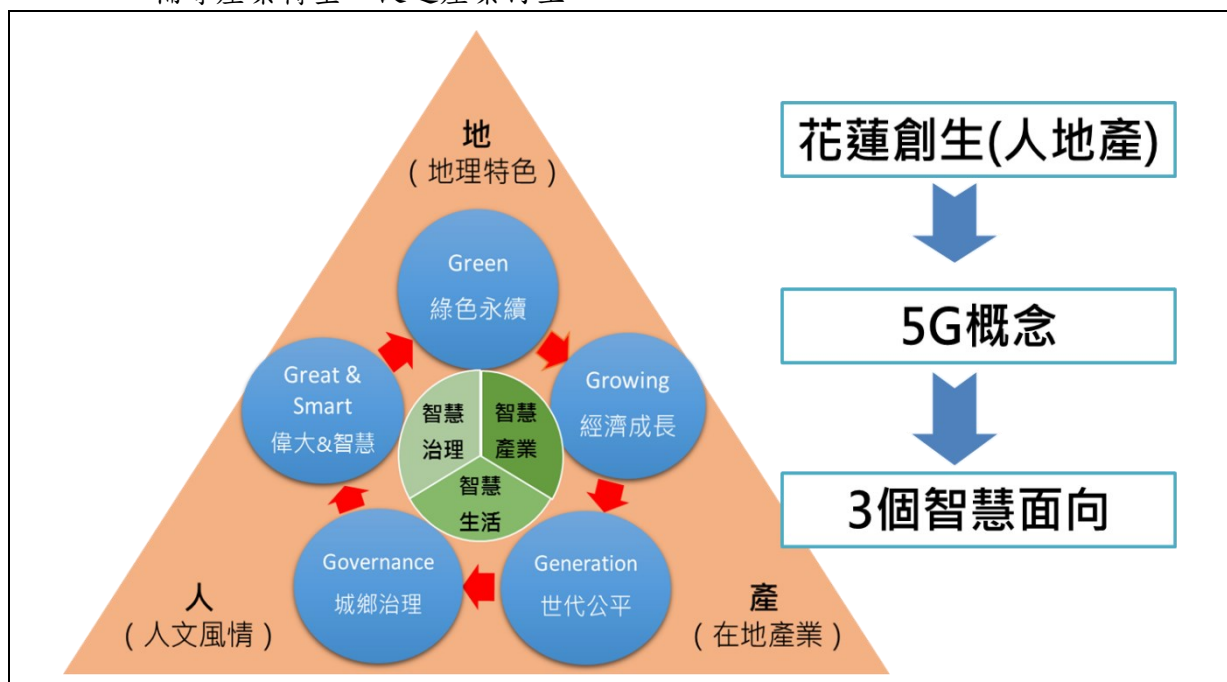 地
(地理特色)
Green
綠色永續
Great &
Smart
偉大&智慧
Growing
經濟成長
智慧
治理
智慧
產業
智慧
生活
Governance
城鄉治理
Generation
世代公平
人
(人文風情)
產
(在地產業)
花蓮創生(人地產)
5G概念
3個智慧面向